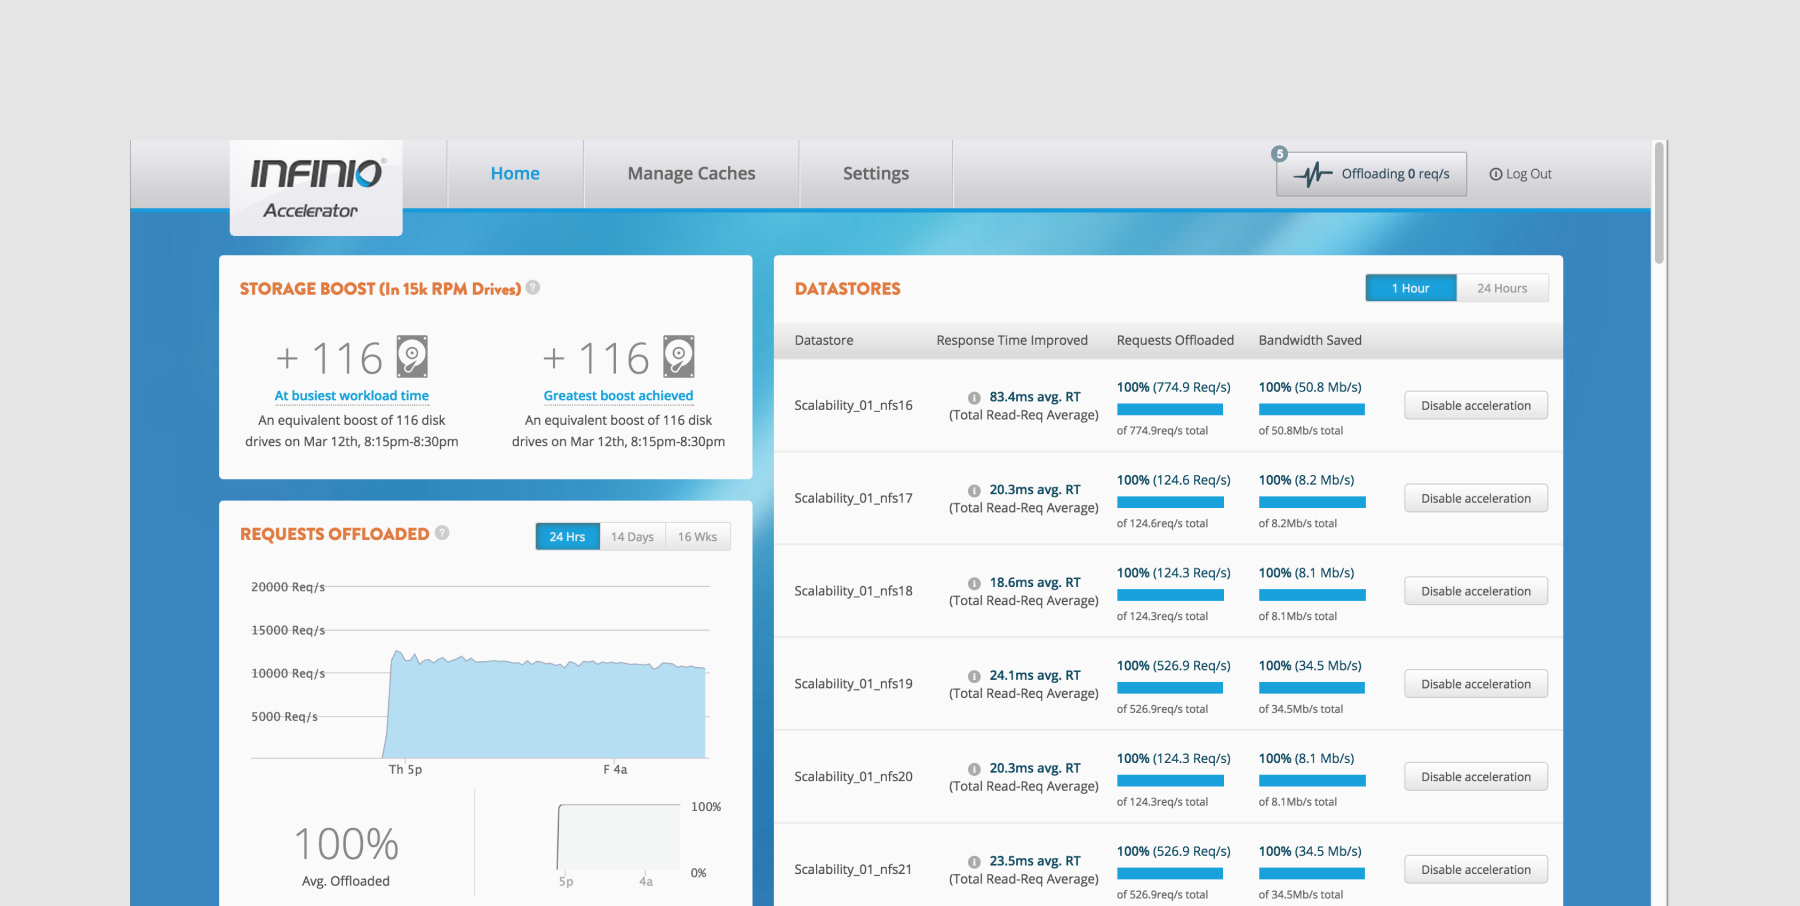 INFINIO®
Accelerator
Home
Manage Caches
Settings
5
Offloading 0 req/s
Log Out
STORAGE BOOST (In 15k RPM Drives) ?
+ 116
At busiest workload time
An equivalent boost of 116 disk
drives on Mar 12th, 8:15pm-8:30pm
+ 116
Greatest boost achieved
An equivalent boost of 116 disk
drives on Mar 12th, 8:15pm-8:30pm
REQUESTS OFFLOADED ?
24 Hrs
14 Days
16 Wks
20000 Req/s
15000 Req/s
10000 Req/s
5000 Req/s
Th 5p
F 4a
100%
Avg. Offloaded
100%
0%
5p
4a
DATASTORES
1 Hour
24 Hours
Datastore
Response Time Improved
Requests Offloaded
Bandwidth Saved
Scalability_01_nfs16
i 83.4ms avg. RT
(Total Read-Req Average)
100% (774.9 Req/s)
of 774.9req/s total
100% (50.8 Mb/s)
of 50.8Mb/s total
Disable acceleration
Scalability_01_nfs17
i 20.3ms avg. RT
(Total Read-Req Average)
100% (124.6 Req/s)
of 124.6req/s total
100% (8.2 Mb/s)
of 8.2Mb/s total
Disable acceleration
Scalability_01_nfs18
i 18.6ms avg. RT
(Total Read-Req Average)
100% (124.3 Req/s)
of 124.3req/s total
100% (8.1 Mb/s)
of 8.1Mb/s total
Disable acceleration
Scalability_01_nfs19
i 24.1ms avg. RT
(Total Read-Req Average)
100% (526.9 Req/s)
of 526.9req/s total
100% (34.5 Mb/s)
of 34.5Mb/s total
Disable acceleration
Scalability_01_nfs20
i 20.3ms avg. RT
(Total Read-Req Average)
100% (124.3 Req/s)
of 124.3req/s total
100% (8.1 Mb/s)
of 8.1Mb/s total
Disable acceleration
Scalability_01_nfs21
i 23.5ms avg. RT
(Total Read-Req Average)
100% (526.9 Req/s)
of 526.9req/s total
100% (34.5 Mb/s)
of 34.5Mb/s total
Disable acceleration